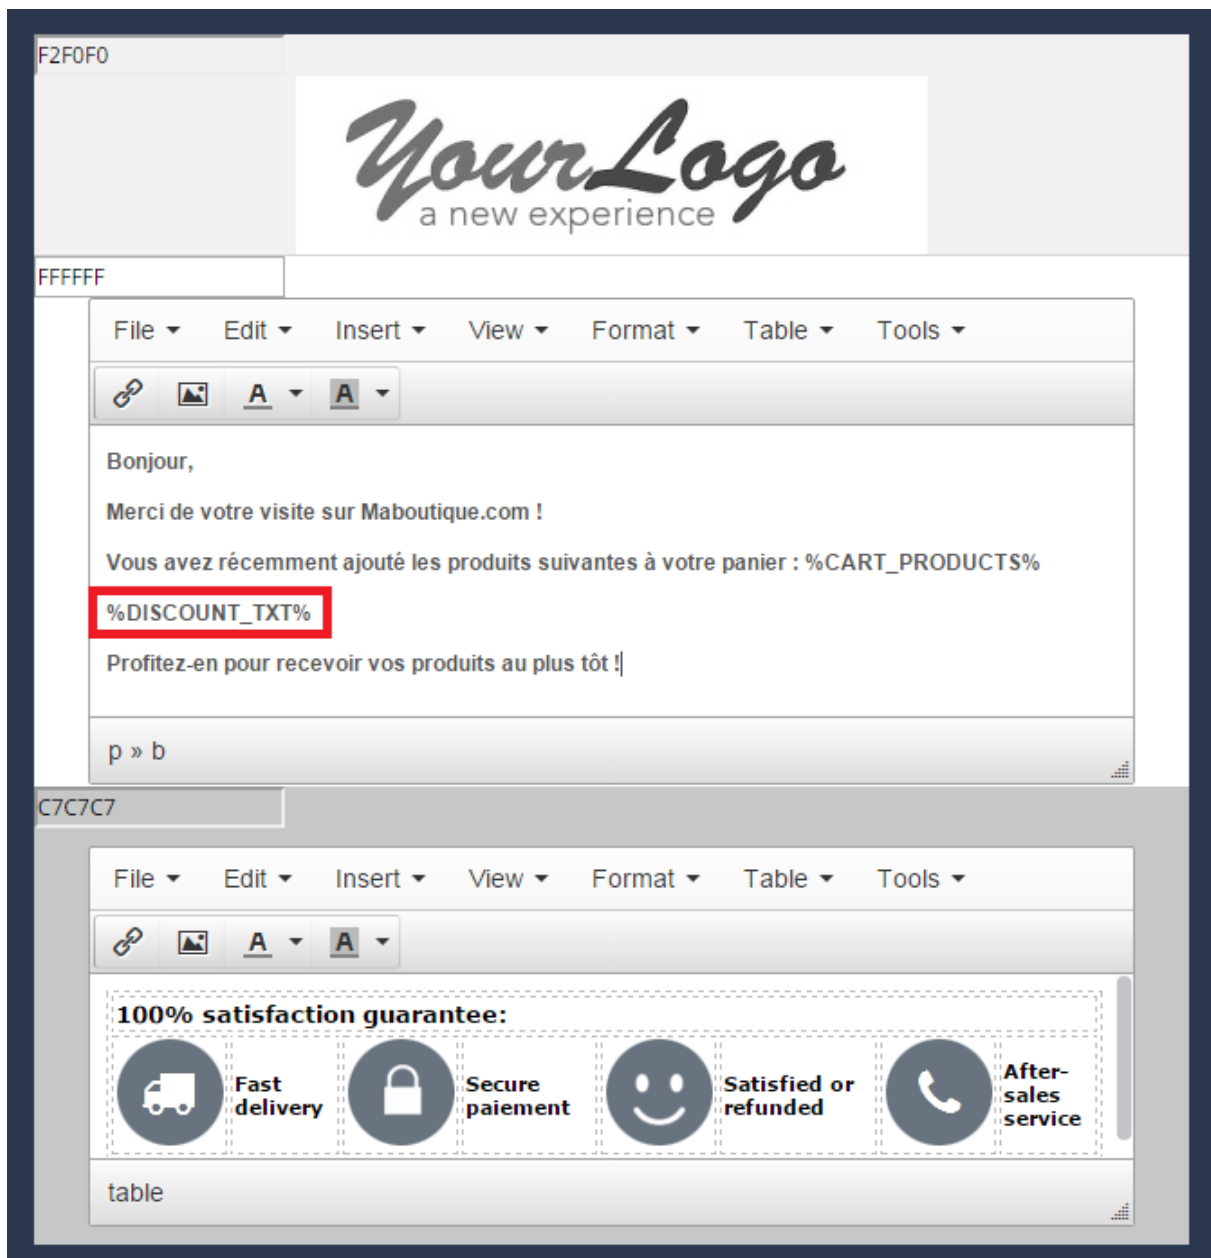 F2F0F0
YourLogo
a new experience
FFFFFF
File Edit Insert View Format Table Tools
A A
Bonjour,
Merci de votre visite sur Maboutique.com !
Vous avez récemment ajouté les produits suivantes à votre panier : %CART_PRODUCTS%
%DISCOUNT_TXT%
Profitez-en pour recevoir vos produits au plus tôt !
p » b
C7C7C7
File Edit Insert View Format Table Tools
A A
100% satisfaction guarantee:
Fast
delivery
Secure
paiement
Satisfied or
refunded
After-
sales
service
table